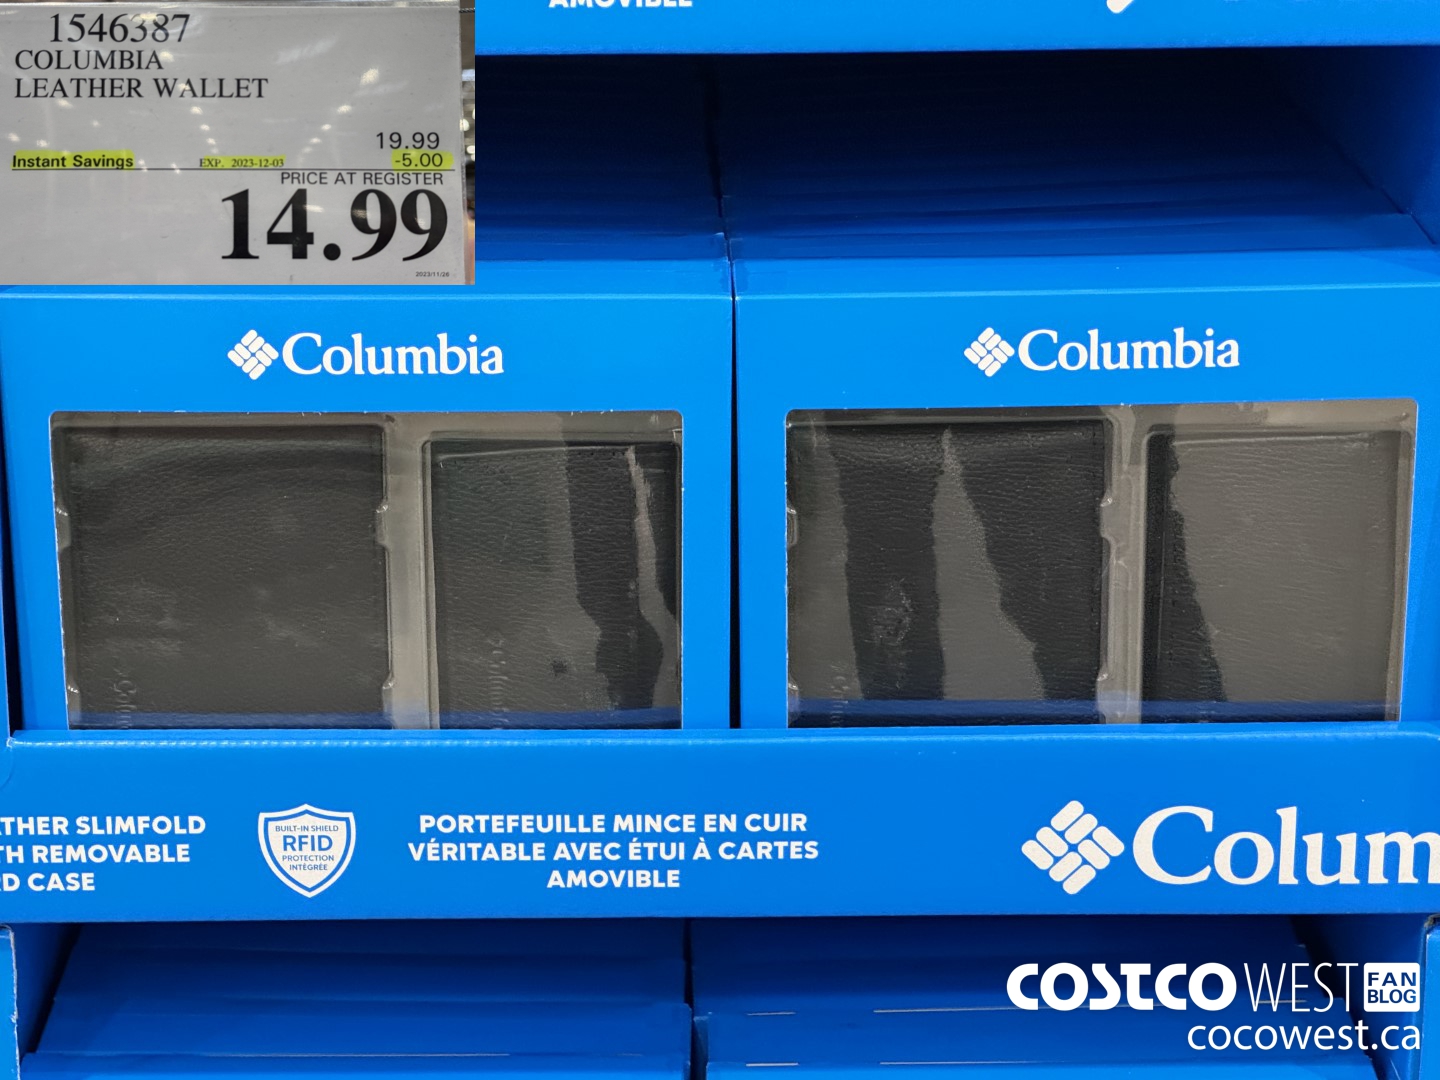 1546387
COLUMBIA
LEATHER WALLET
19.99
Instant Savings EXP. 2023-12-03 -5.00
PRICE AT REGISTER
14.99
2023/11/26
AMOVIBLE
Columbia
Columbia
THER SLIMFOLD
TH REMOVABLE
D CASE
BUILT-IN SHIELD
RFID
PROTECTION
INTÉGRÉE
PORTEFEUILLE MINCE EN CUIR
VÉRITABLE AVEC ÉTUI À CARTES
AMOVIBLE
Colum
COSTCO WEST FAN BLOG
cocowest.ca